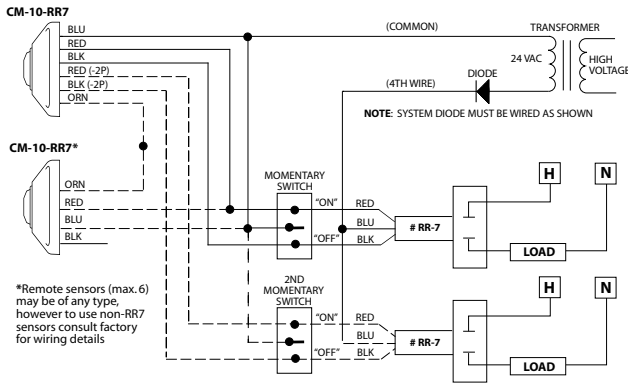 CM-10-RR7
BLU
RED
BLK
RED (-2P)
BLK (-2P)
ORN
(COMMON)
TRANSFORMER
24 VAC
HIGH
VOLTAGE
DIODE
(4TH WIRE)
NOTE: SYSTEM DIODE MUST BE WIRED AS SHOWN
CM-10-RR7*
ORN
RED
BLU
BLK
MOMENTARY
SWITCH
"ON"
"OFF"
RED
BLU
BLK
# RR-7
H
N
LOAD
*Remote sensors (max. 6)
may be of any type,
however to use non-RR7
sensors consult factory
for wiring details
2ND
MOMENTARY
SWITCH
"ON"
"OFF"
RED
BLU
BLK
# RR-7
H
N
LOAD